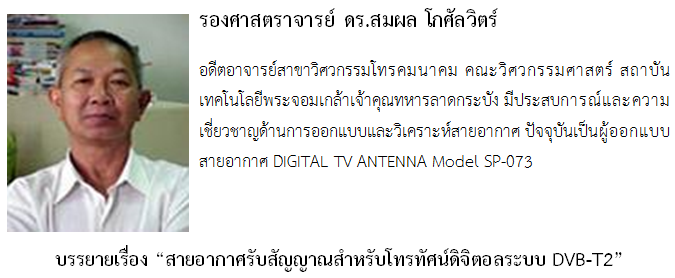 รองศาสตราจารย์ ดร.สมผล โกศัลวิตร์
อดีตอาจารย์สาขาวิศวกรรมโทรคมนาคม คณะวิศวกรรมศาสตร์ สถาบัน
เทคโนโลยีพระจอมเกล้าเจ้าคุณทหารลาดกระบัง มีประสบการณ์และความ
เชี่ยวชาญด้านการออกแบบและวิเคราะห์สายอากาศ ปัจจุบันเป็นผู้ออกแบบ
สายอากาศ DIGITAL TV ANTENNA Model SP-073
บรรยายเรื่อง “สายอากาศรับสัญญาณสำหรับโทรทัศน์ดิจิตอลระบบ DVB-T2”